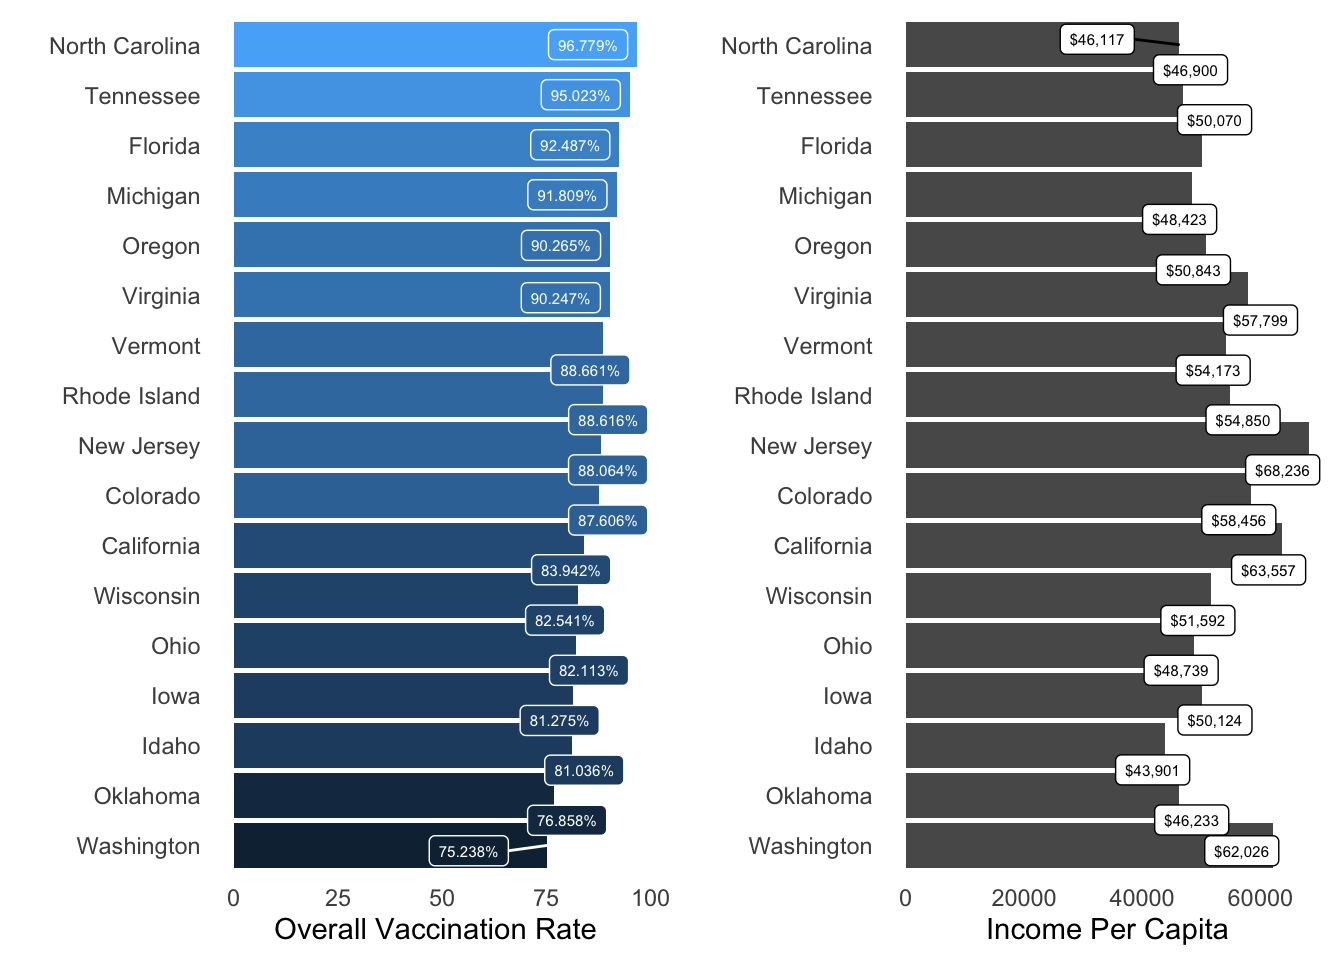 North Carolina
Tennessee
Florida
Michigan
Oregon
Virginia
Vermont
Rhode Island
New Jersey
Colorado
California
Wisconsin
Ohio
Iowa
Idaho
Oklahoma
Washington
96.779%
95.023%
92.487%
91.809%
90.265%
90.247%
88.661%
88.616%
88.064%
87.606%
83.942%
82.541%
82.113%
81.275%
81.036%
76.858%
75.238%
0 25 50 75 100
Overall Vaccination Rate
North Carolina
Tennessee
Florida
Michigan
Oregon
Virginia
Vermont
Rhode Island
New Jersey
Colorado
California
Wisconsin
Ohio
Iowa
Idaho
Oklahoma
Washington
$46,117
$46,900
$50,070
$48,423
$50,843
$57,799
$54,173
$54,850
$68,236
$58,456
$63,557
$51,592
$48,739
$50,124
$43,901
$46,233
$62,026
0 20000 40000 60000
Income Per Capita